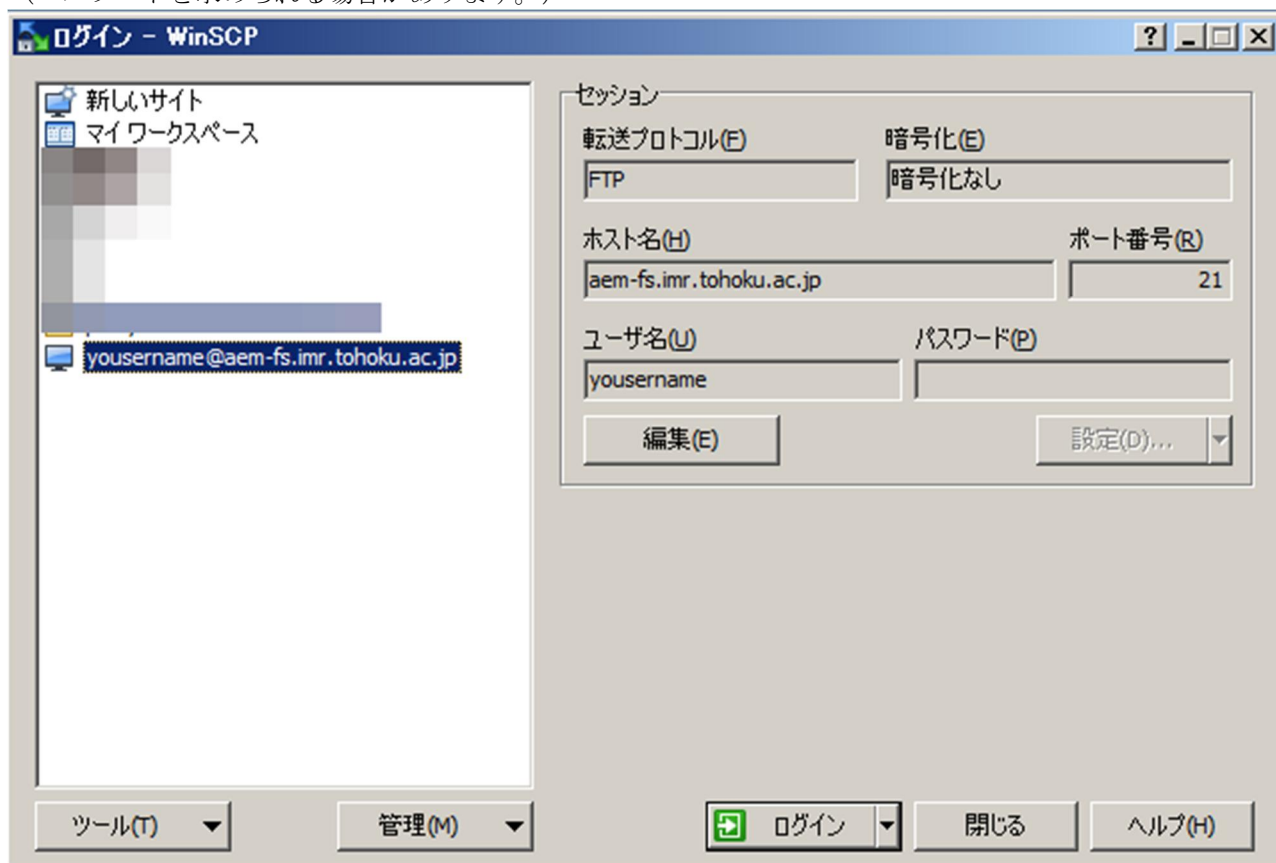 ログイン - WinSCP
新しいサイト
マイ ワークスペース
yousername@aem-fs.imr.tohoku.ac.jp
セッション
転送プロトコル(F) 暗号化(E)
FTP 暗号化なし
ホスト名(H) ポート番号(R)
aem-fs.imr.tohoku.ac.jp 21
ユーザ名(U) パスワード(P)
yousername
編集(E) 設定(D)...
ツール(T) 管理(M) ログイン 閉じる ヘルプ(H)